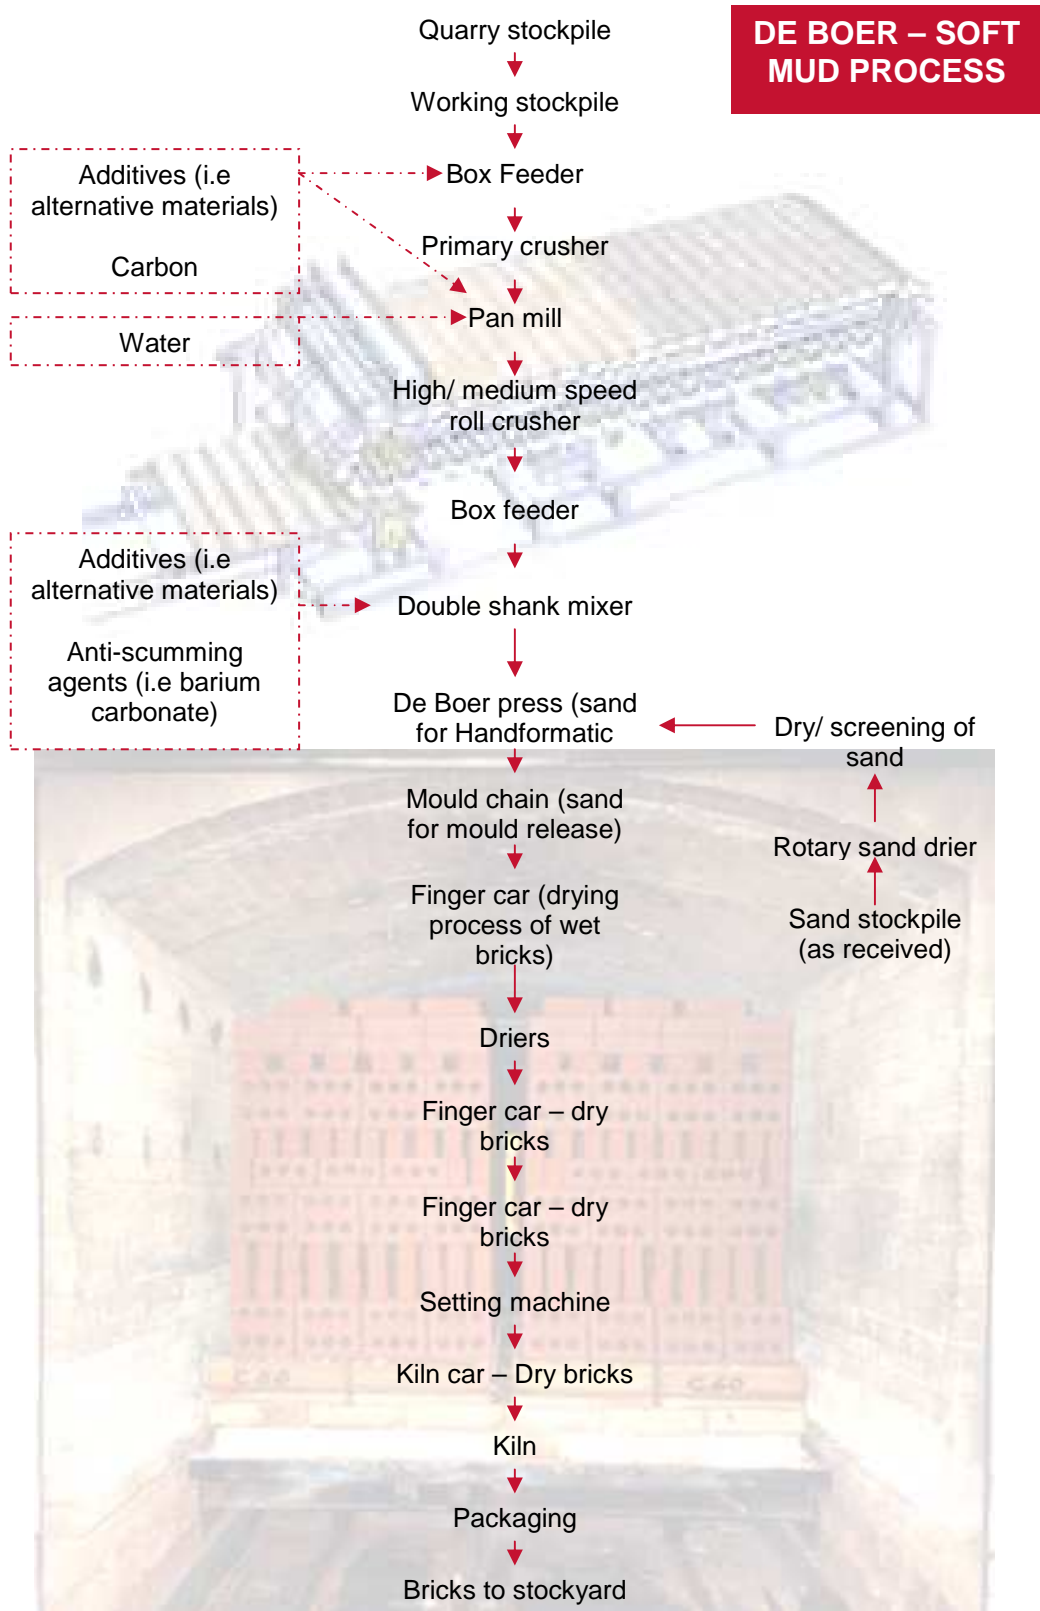 DE BOER – SOFT
MUD PROCESS
Quarry stockpile
Working stockpile
Additives (i.e
alternative materials)
Carbon
Box Feeder
Primary crusher
Water
Pan mill
High/ medium speed
roll crusher
Box feeder
Additives (i.e
alternative materials)
Anti-scumming
agents (i.e barium
carbonate)
Double shank mixer
De Boer press (sand
for Handformatic
Dry/ screening of
sand
Rotary sand drier
Sand stockpile
(as received)
Mould chain (sand
for mould release)
Finger car (drying
process of wet
bricks)
Driers
Finger car – dry
bricks
Finger car – dry
bricks
Setting machine
C60
C60
Kiln car – Dry bricks
Kiln
Packaging
Bricks to stockyard